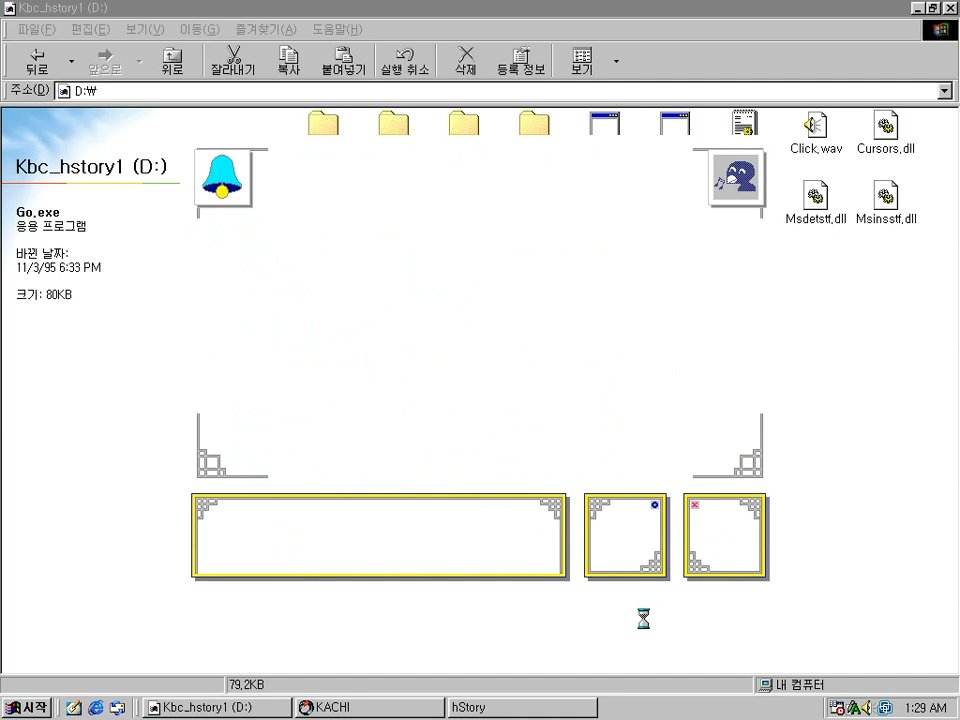 Kbc_hstory1 (D:)
파일(F) 편집(E) 보기(V) 이동(G) 즐겨찾기(A) 도움말(H)
뒤로 앞으로 위로 잘라내기 복사 붙여넣기 실행 취소 삭제 등록 정보 보기
주소(D) D:₩
Click.wav Cursors.dll
Kbc_hstory1 (D:)
Go.exe
응용 프로그램
Msdetstf.dll Msinsstf.dll
바뀐 날짜:
11/3/95 6:33 PM
크기: 80KB
79.2KB 내 컴퓨터
시작 Kbc_hstory1 (D:) KACHI hStory 1:29 AM